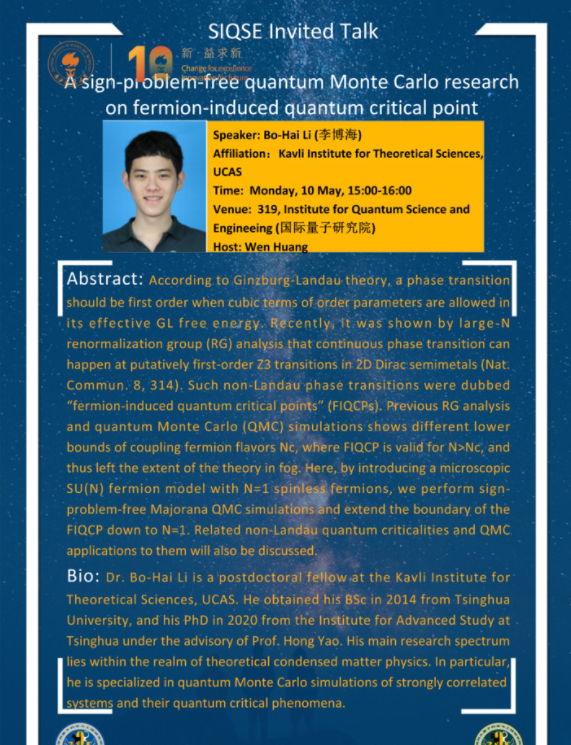 SIQSE Invited Talk
10 新·益求新
Change for excellence
A sign-problem-free quantum Monte Carlo research
on fermion-induced quantum critical point
Speaker: Bo-Hai Li (李博海)
Affiliation: Kavli Institute for Theoretical Sciences,
UCAS
Time: Monday, 10 May, 15:00-16:00
Venue: 319, Institute for Quantum Science and
Engineeing (国际量子研究院)
Host: Wen Huang
Abstract: According to Ginzburg-Landau theory, a phase transition
should be first order when cubic terms of order parameters are allowed in
its effective GL free energy. Recently, it was shown by large-N
renormalization group (RG) analysis that continuous phase transition can
happen at putatively first-order Z3 transitions in 2D Dirac semimetals (Nat.
Commun. 8, 314). Such non-Landau phase transitions were dubbed
“fermion-induced quantum critical points” (FIQCPs). Previous RG analysis
and quantum Monte Carlo (QMC) simulations shows different lower
bounds of coupling fermion flavors Nc, where FIQCP is valid for N>Nc, and
thus left the extent of the theory in fog. Here, by introducing a microscopic
SU(N) fermion model with N=1 spinless fermions, we perform sign-
problem-free Majorana QMC simulations and extend the boundary of the
FIQCP down to N=1. Related non-Landau quantum criticalities and QMC
applications to them will also be discussed.
Bio: Dr. Bo-Hai Li is a postdoctoral fellow at the Kavli Institute for
Theoretical Sciences, UCAS. He obtained his BSc in 2014 from Tsinghua
University, and his PhD in 2020 from the Institute for Advanced Study at
Tsinghua under the advisory of Prof. Hong Yao. His main research spectrum
lies within the realm of theoretical condensed matter physics. In particular,
he is specialized in quantum Monte Carlo simulations of strongly correlated
systems and their quantum critical phenomena.